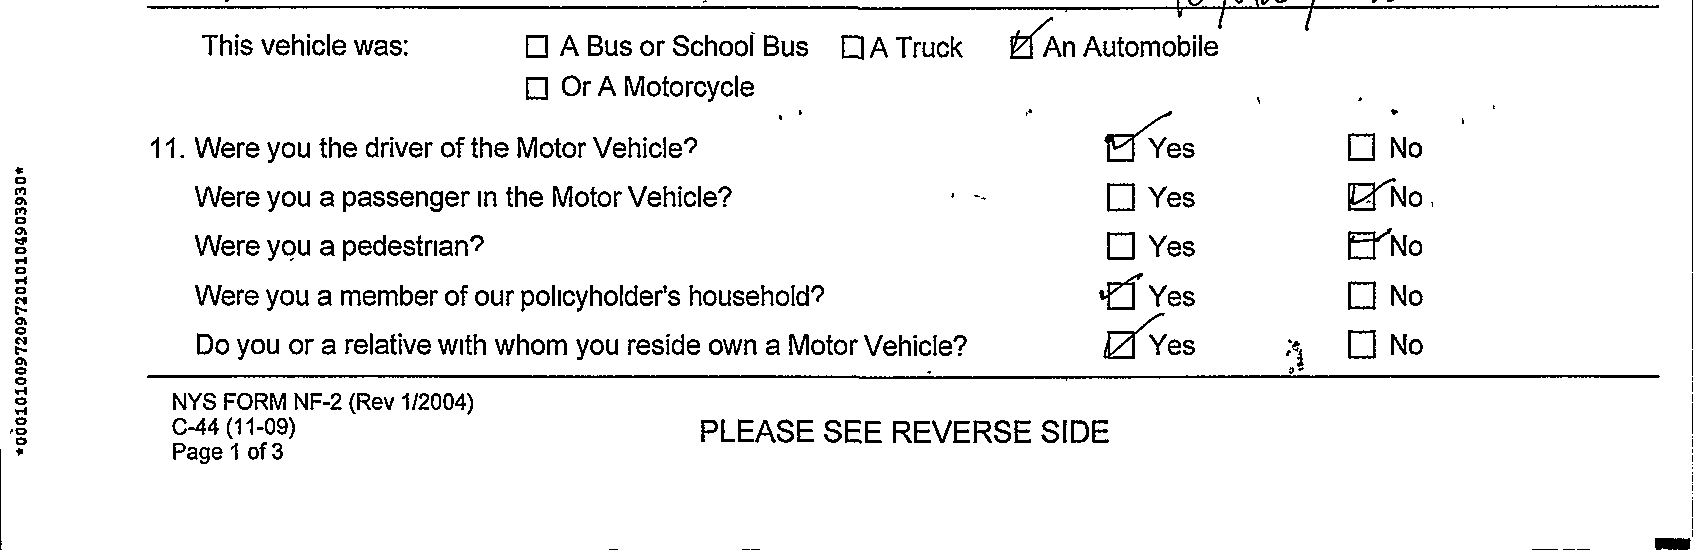 This vehicle was: ☐ A Bus or School Bus ☐ A Truck ☑ An Automobile
☐ Or A Motorcycle
11. Were you the driver of the Motor Vehicle? ☑ Yes ☐ No
Were you a passenger in the Motor Vehicle? ☐ Yes ☑ No
Were you a pedestrian? ☐ Yes ☑ No
Were you a member of our policyholder's household? ☑ Yes ☐ No
Do you or a relative with whom you reside own a Motor Vehicle? ☑ Yes ☐ No
NYS FORM NF-2 (Rev 1/2004)
C-44 (11-09)
Page 1 of 3
PLEASE SEE REVERSE SIDE